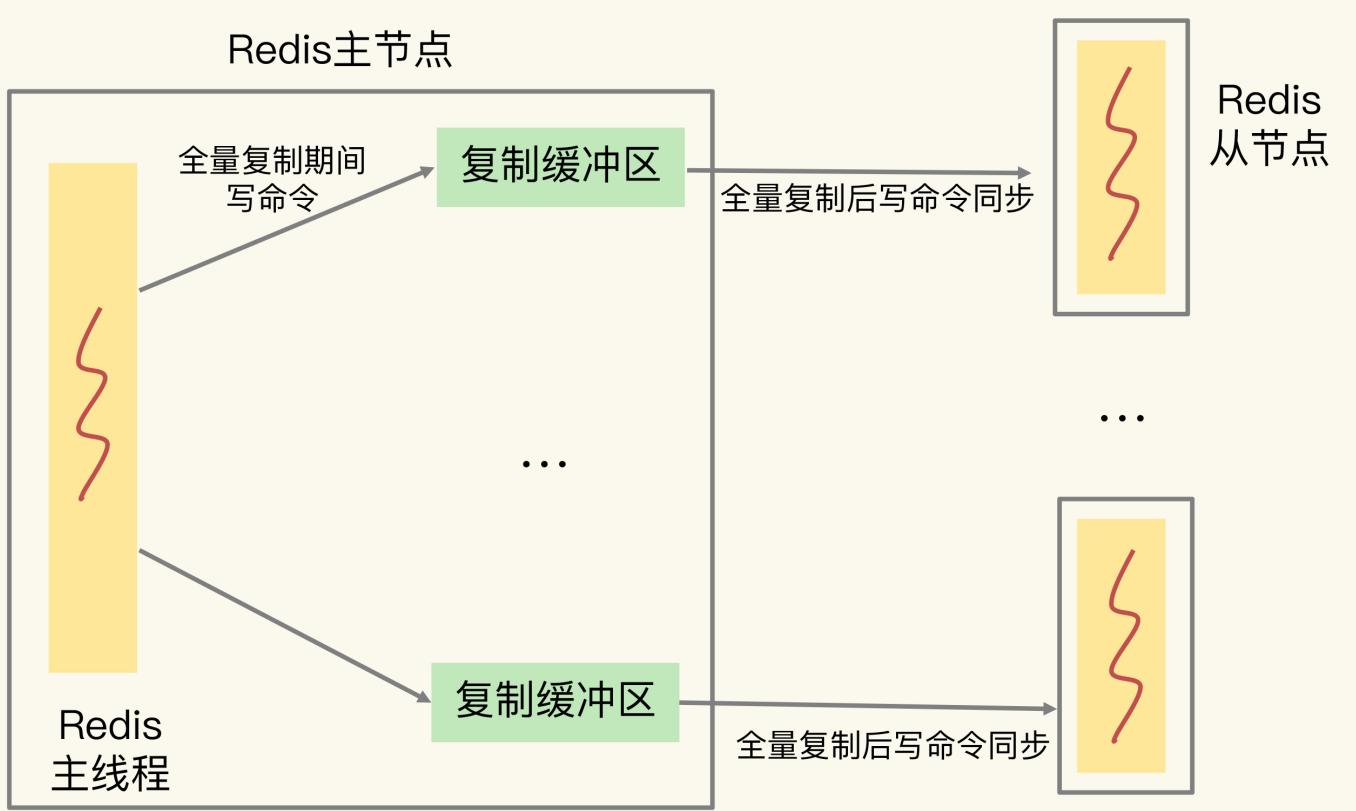 Redis主节点
全量复制期间
写命令
复制缓冲区
全量复制后写命令同步
Redis
从节点
...
...
复制缓冲区
全量复制后写命令同步
Redis
主线程